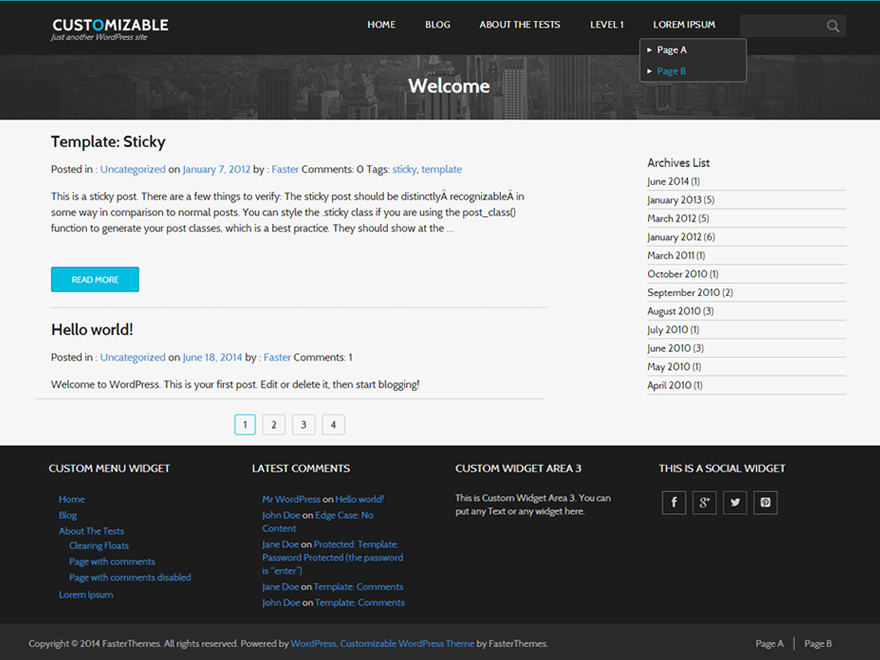 CUSTOMIZABLE
Just another WordPress site
HOME BLOG ABOUT THE TESTS LEVEL 1 LOREM IPSUM
Page A
Page B
Welcome
Template: Sticky
Posted in : Uncategorized on January 7, 2012 by : Faster Comments: 0 Tags: sticky, template
This is a sticky post. There are a few things to verify: The sticky post should be distinctlyÂ recognizableÂ in
some way in comparison to normal posts. You can style the .sticky class if you are using the post_class()
function to generate your post classes, which is a best practice. They should show at the ...
READ MORE
Hello world!
Posted in : Uncategorized on June 18, 2014 by : Faster Comments: 1
Welcome to WordPress. This is your first post. Edit or delete it, then start blogging!
1 2 3 4
Archives List
June 2014 (1)
January 2013 (5)
March 2012 (5)
January 2012 (6)
March 2011 (1)
October 2010 (1)
September 2010 (2)
August 2010 (3)
July 2010 (1)
June 2010 (3)
May 2010 (1)
April 2010 (1)
CUSTOM MENU WIDGET
Home
Blog
About The Tests
Clearing Floats
Page with comments
Page with comments disabled
Lorem Ipsum
LATEST COMMENTS
Mr WordPress on Hello world!
John Doe on Edge Case: No
Content
Jane Doe on Protected: Template:
Password Protected (the password
is "enter")
Jane Doe on Template: Comments
John Doe on Template: Comments
CUSTOM WIDGET AREA 3
This is Custom Widget Area 3. You can
put any Text or any widget here.
THIS IS A SOCIAL WIDGET
Copyright © 2014 FasterThemes. All rights reserved. Powered by WordPress. Customizable WordPress Theme by FasterThemes.
Page A Page B